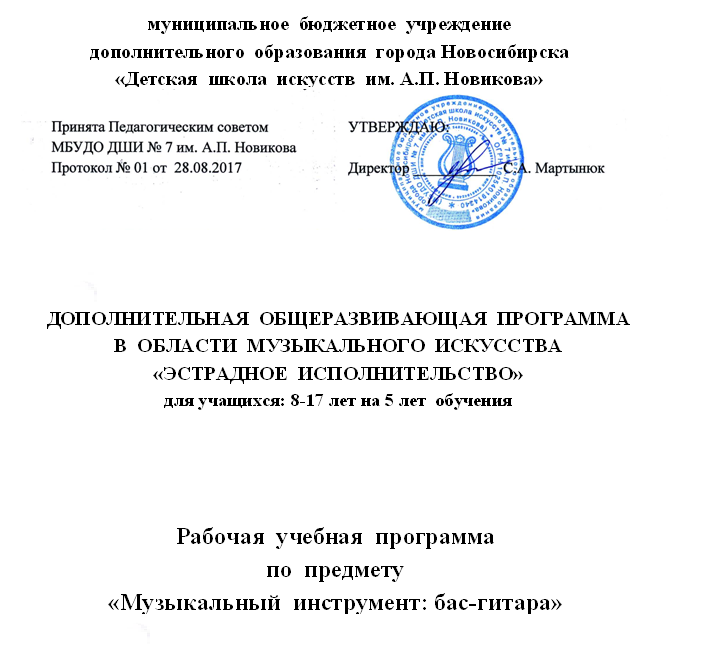 муниципальное бюджетное учреждение
дополнительного образования города Новосибирска
«Детская школа искусств им. А.П. Новикова»
Принята Педагогическим советом
МБУДО ДШИ № 7 им. А.П. Новикова
Протокол № 01 от 28.08.2017
УТВЕРЖДАЮ:
Директор С.А. Мартынюк
ДОПОЛНИТЕЛЬНАЯ ОБЩЕРАЗВИВАЮЩАЯ ПРОГРАММА
В ОБЛАСТИ МУЗЫКАЛЬНОГО ИСКУССТВА
«ЭСТРАДНОЕ ИСПОЛНИТЕЛЬСТВО»
для учащихся: 8-17 лет на 5 лет обучения
Рабочая учебная программа
по предмету
«Музыкальный инструмент: бас-гитара»